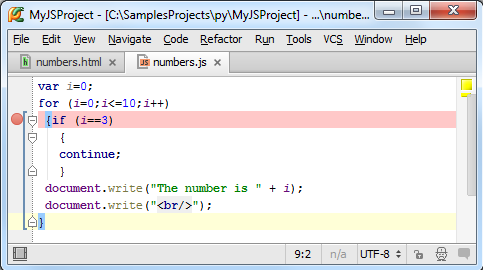 MyJSProject - [C:\SamplesProjects\py\MyJSProject] - ...\numbe...
File Edit View Navigate Code Refactor Run Tools VCS Window Help
numbers.html numbers.js
var i=0;
for (i=0;i<=10;i++)
{if (i==3)
{
continue;
}
document.write("The number is " + i);
document.write("<br/>");
}
9:2 n/a UTF-8